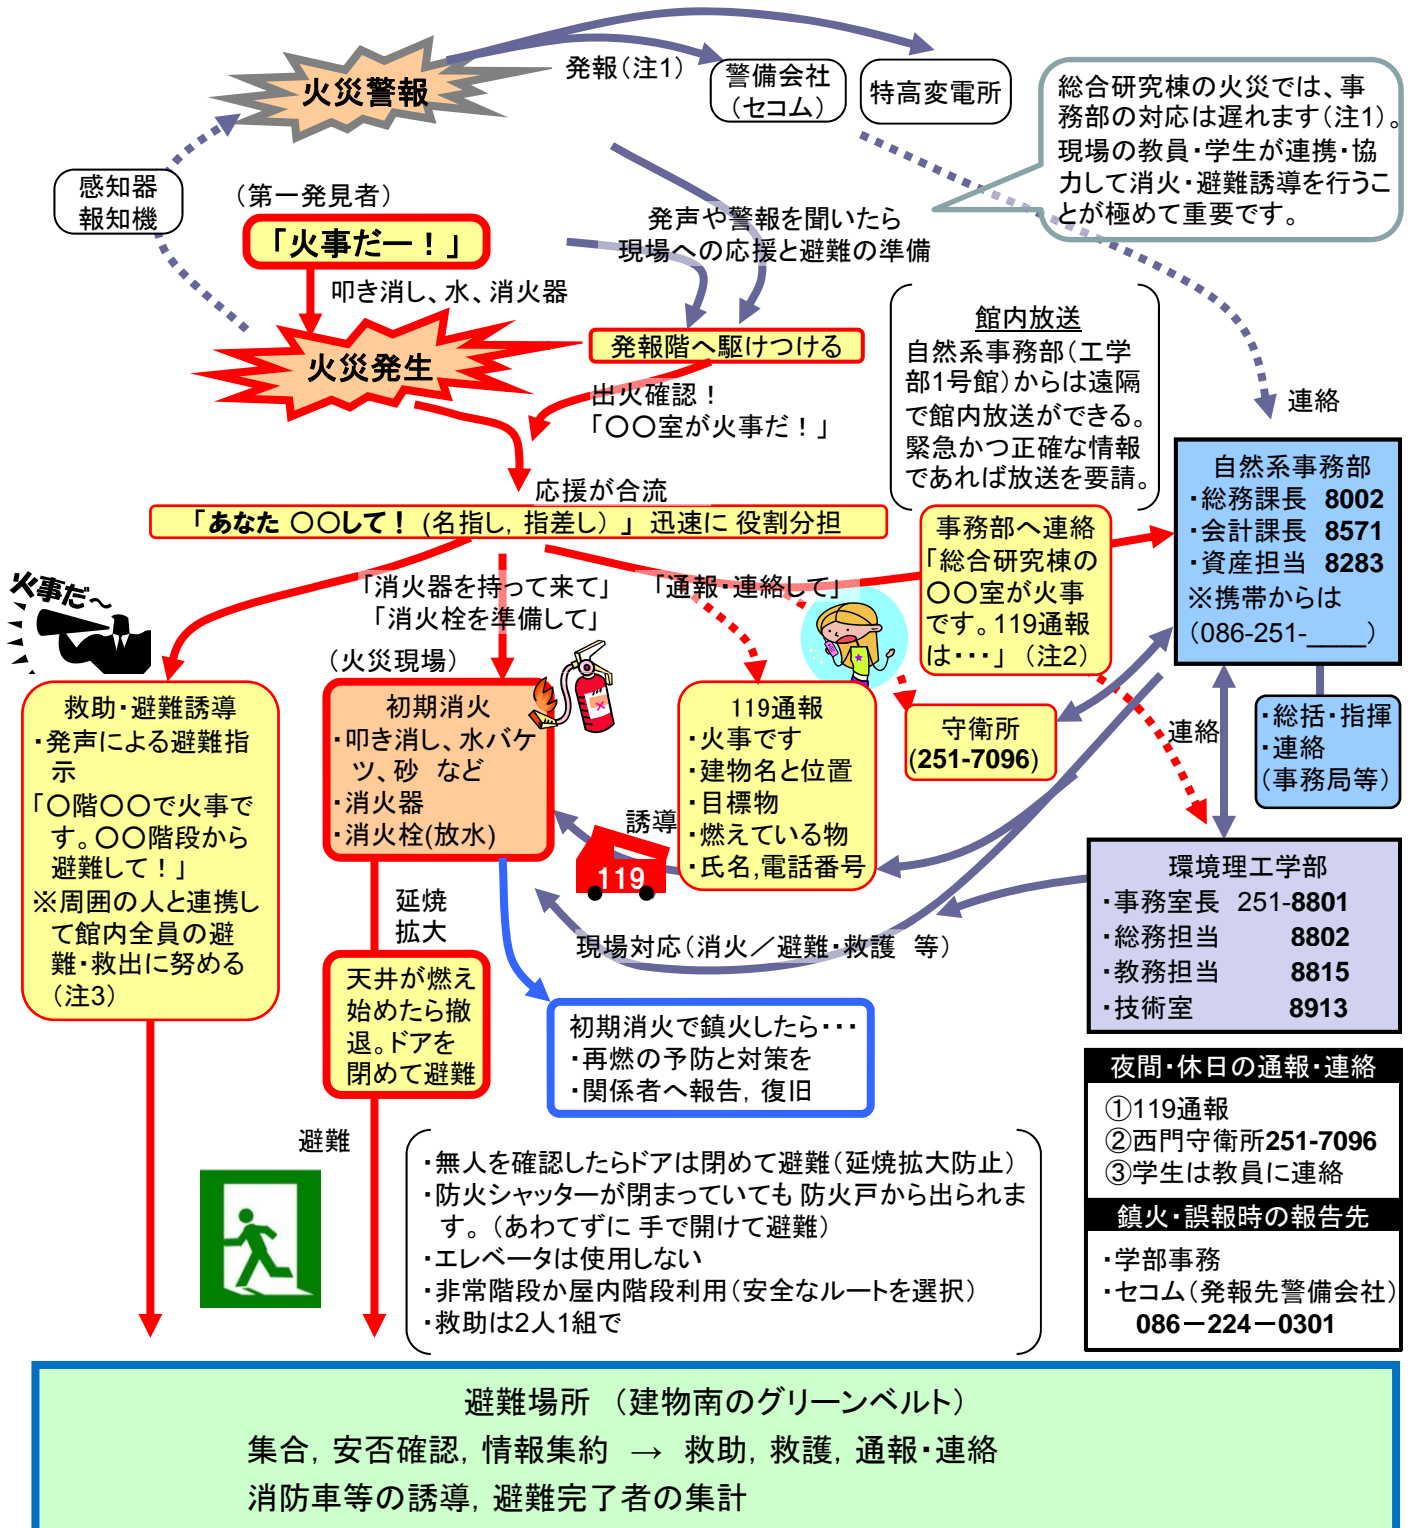 火災警報
発報（注1）
警備会社
（セコム）
特高変電所
総合研究棟の火災では、事
務部の対応は遅れます（注1）。
現場の教員・学生が連携・協
力して消火・避難誘導を行うこ
とが極めて重要です。
感知器
報知機
（第一発見者）
「火事だー！」
発声や警報を聞いたら
現場への応援と避難の準備
叩き消し、水、消火器
火災発生
発報階へ駆けつける
出火確認！
「〇〇室が火事だ！」
館内放送
自然系事務部（工学
部1号館）からは遠隔
で館内放送ができる。
緊急かつ正確な情報
であれば放送を要請。
連絡
応援が合流
「あなた 〇〇して！ (名指し，指差し) 」 迅速に 役割分担
事務部へ連絡
「総合研究棟の
〇〇室が火事
です。119通報
は･･･」（注2）
自然系事務部
・総務課長 8002
・会計課長 8571
・資産担当 8283
※携帯からは
（086-251-____）
火事だ～
「消火器を持って来て」
「消火栓を準備して」
「通報・連絡して」
（火災現場）
救助・避難誘導
・発声による避難指
示
「〇階〇〇で火事で
す。〇〇階段から
避難して！」
※周囲の人と連携し
て館内全員の避
難・救出に努める
（注3）
初期消火
・叩き消し、水バケ
ツ、砂 など
・消火器
・消火栓(放水)
119通報
・火事です
・建物名と位置
・目標物
・燃えている物
・氏名,電話番号
守衛所
(251-7096)
連絡
・総括・指揮
・連絡
（事務局等）
誘導
119
延焼
拡大
現場対応（消火／避難・救護 等）
環境理工学部
・事務室長 251-8801
・総務担当 8802
・教務担当 8815
・技術室 8913
天井が燃え
始めたら撤
退。ドアを
閉めて避難
初期消火で鎮火したら･･･
・再燃の予防と対策を
・関係者へ報告，復旧
夜間・休日の通報・連絡
①119通報
②西門守衛所251-7096
③学生は教員に連絡
鎮火・誤報時の報告先
・学部事務
・セコム（発報先警備会社）
086－224－0301
避難
・無人を確認したらドアは閉めて避難（延焼拡大防止）
・防火シャッターが閉まっていても 防火戸から出られま
す。（あわてずに 手で開けて避難）
・エレベータは使用しない
・非常階段か屋内階段利用（安全なルートを選択）
・救助は2人1組で
避難場所 （建物南のグリーンベルト）
集合，安否確認，情報集約 → 救助，救護，通報・連絡
消防車等の誘導，避難完了者の集計